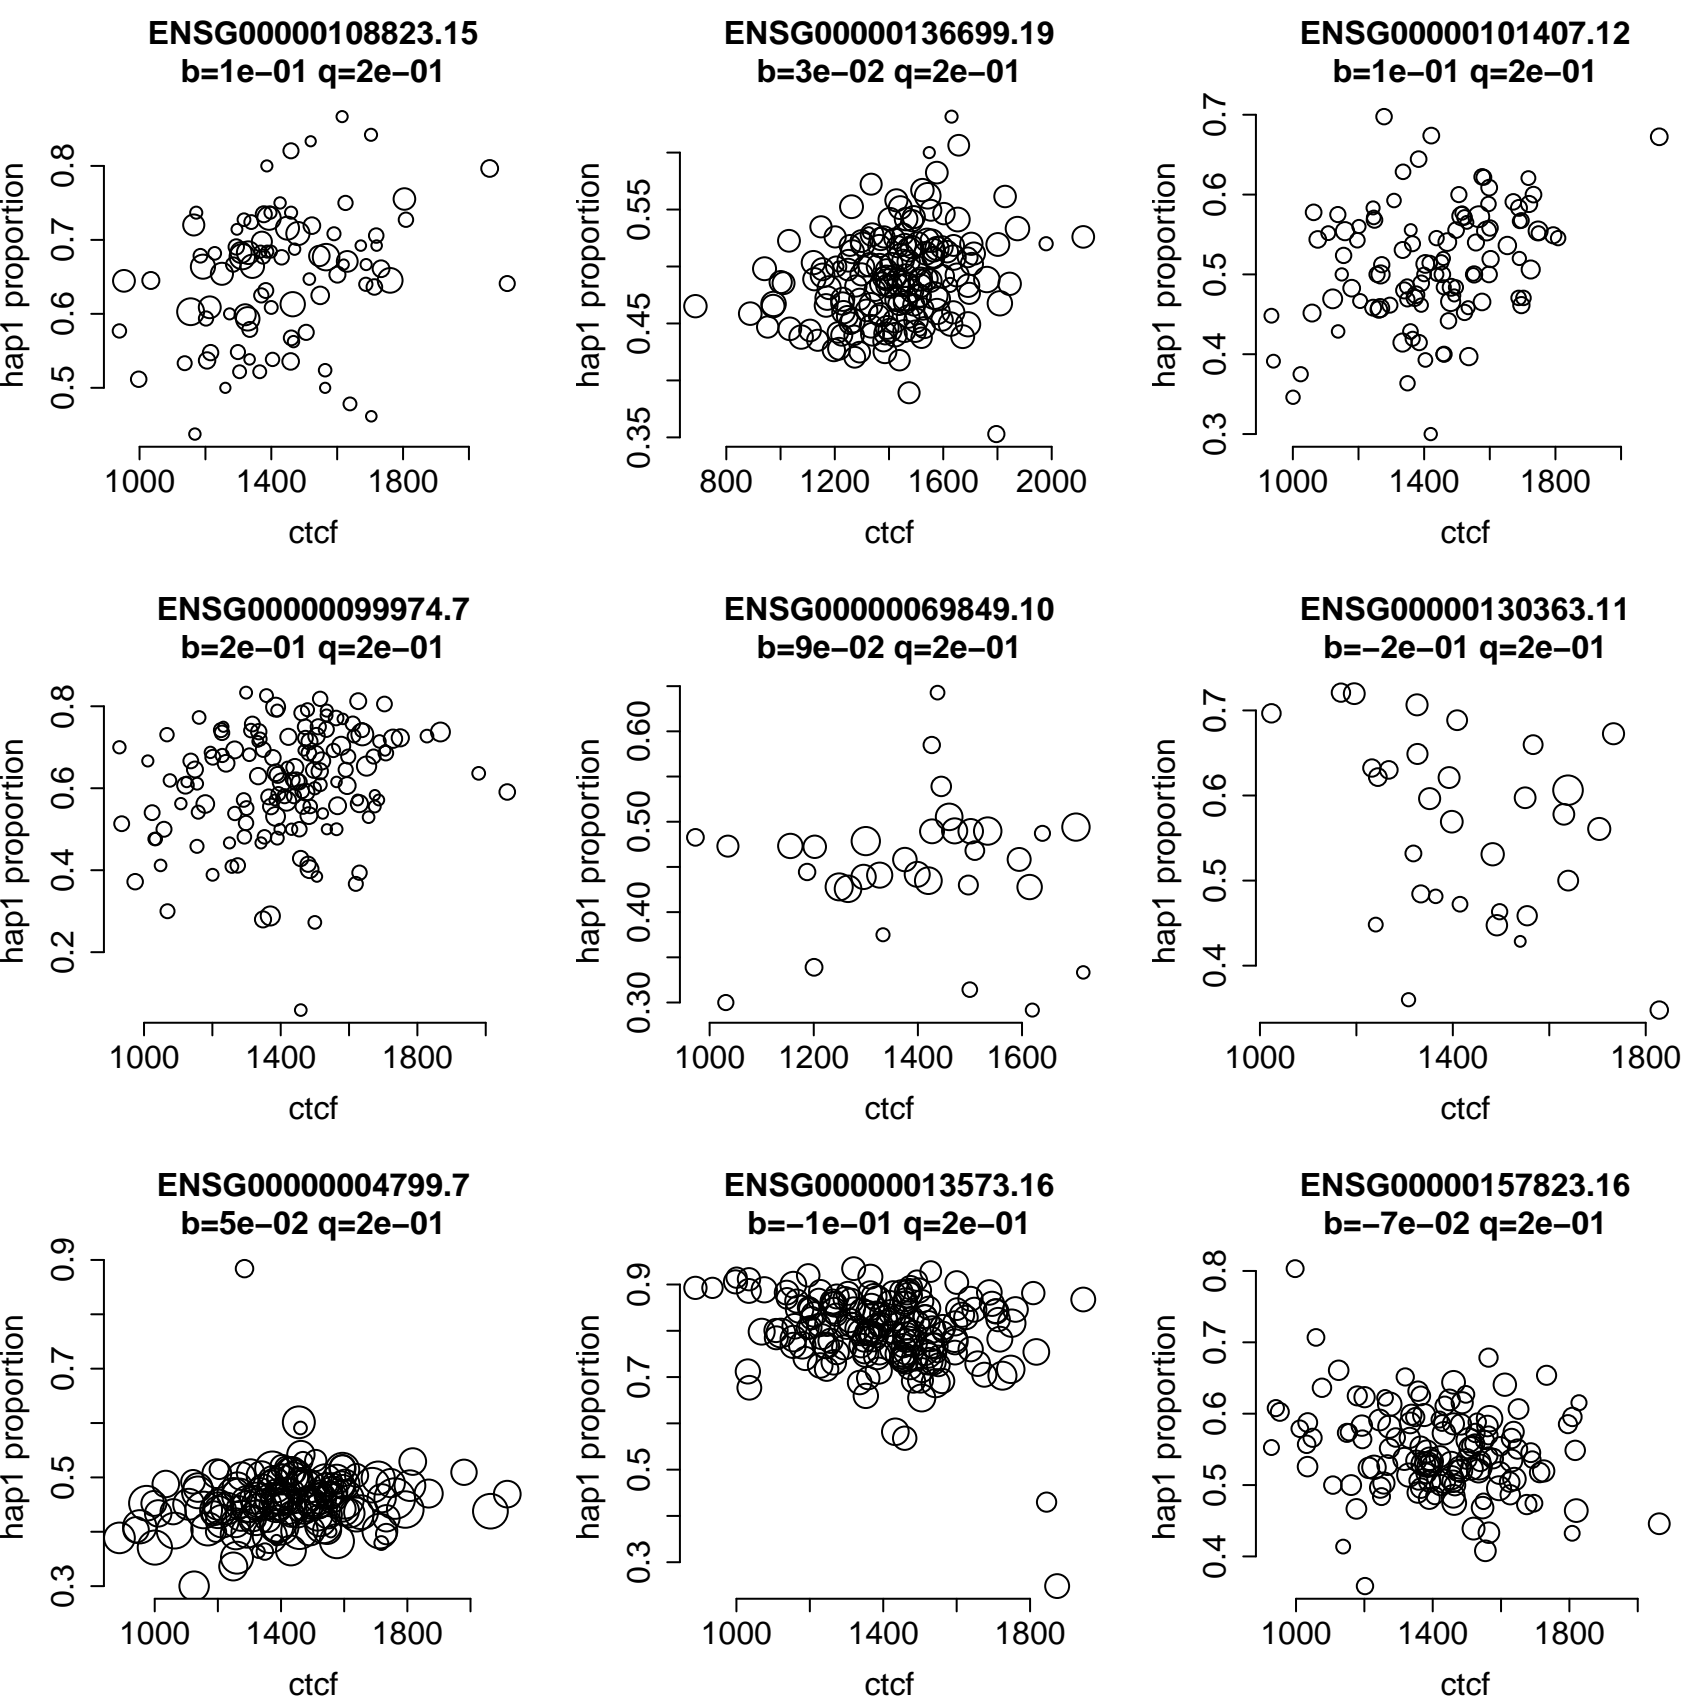 ENSG00000108823.15
b=1e−01 q=2e−01
hap1 proportion
0.5 0.6 0.7 0.8
1000 1400 1800
ctcf
ENSG00000136699.19
b=3e−02 q=2e−01
hap1 proportion
0.35 0.45 0.55
800 1200 1600 2000
ctcf
ENSG00000101407.12
b=1e−01 q=2e−01
hap1 proportion
0.3 0.4 0.5 0.6 0.7
1000 1400 1800
ctcf
ENSG00000099974.7
b=2e−01 q=2e−01
hap1 proportion
0.2 0.4 0.6 0.8
1000 1400 1800
ctcf
ENSG00000069849.10
b=9e−02 q=2e−01
hap1 proportion
0.30 0.40 0.50 0.60
1000 1200 1400 1600
ctcf
ENSG00000130363.11
b=−2e−01 q=2e−01
hap1 proportion
0.4 0.5 0.6 0.7
1000 1400 1800
ctcf
ENSG00000004799.7
b=5e−02 q=2e−01
hap1 proportion
0.3 0.5 0.7 0.9
1000 1400 1800
ctcf
ENSG00000013573.16
b=−1e−01 q=2e−01
hap1 proportion
0.3 0.5 0.7 0.9
1000 1400 1800
ctcf
ENSG00000157823.16
b=−7e−02 q=2e−01
hap1 proportion
0.4 0.5 0.6 0.7 0.8
1000 1400 1800
ctcf